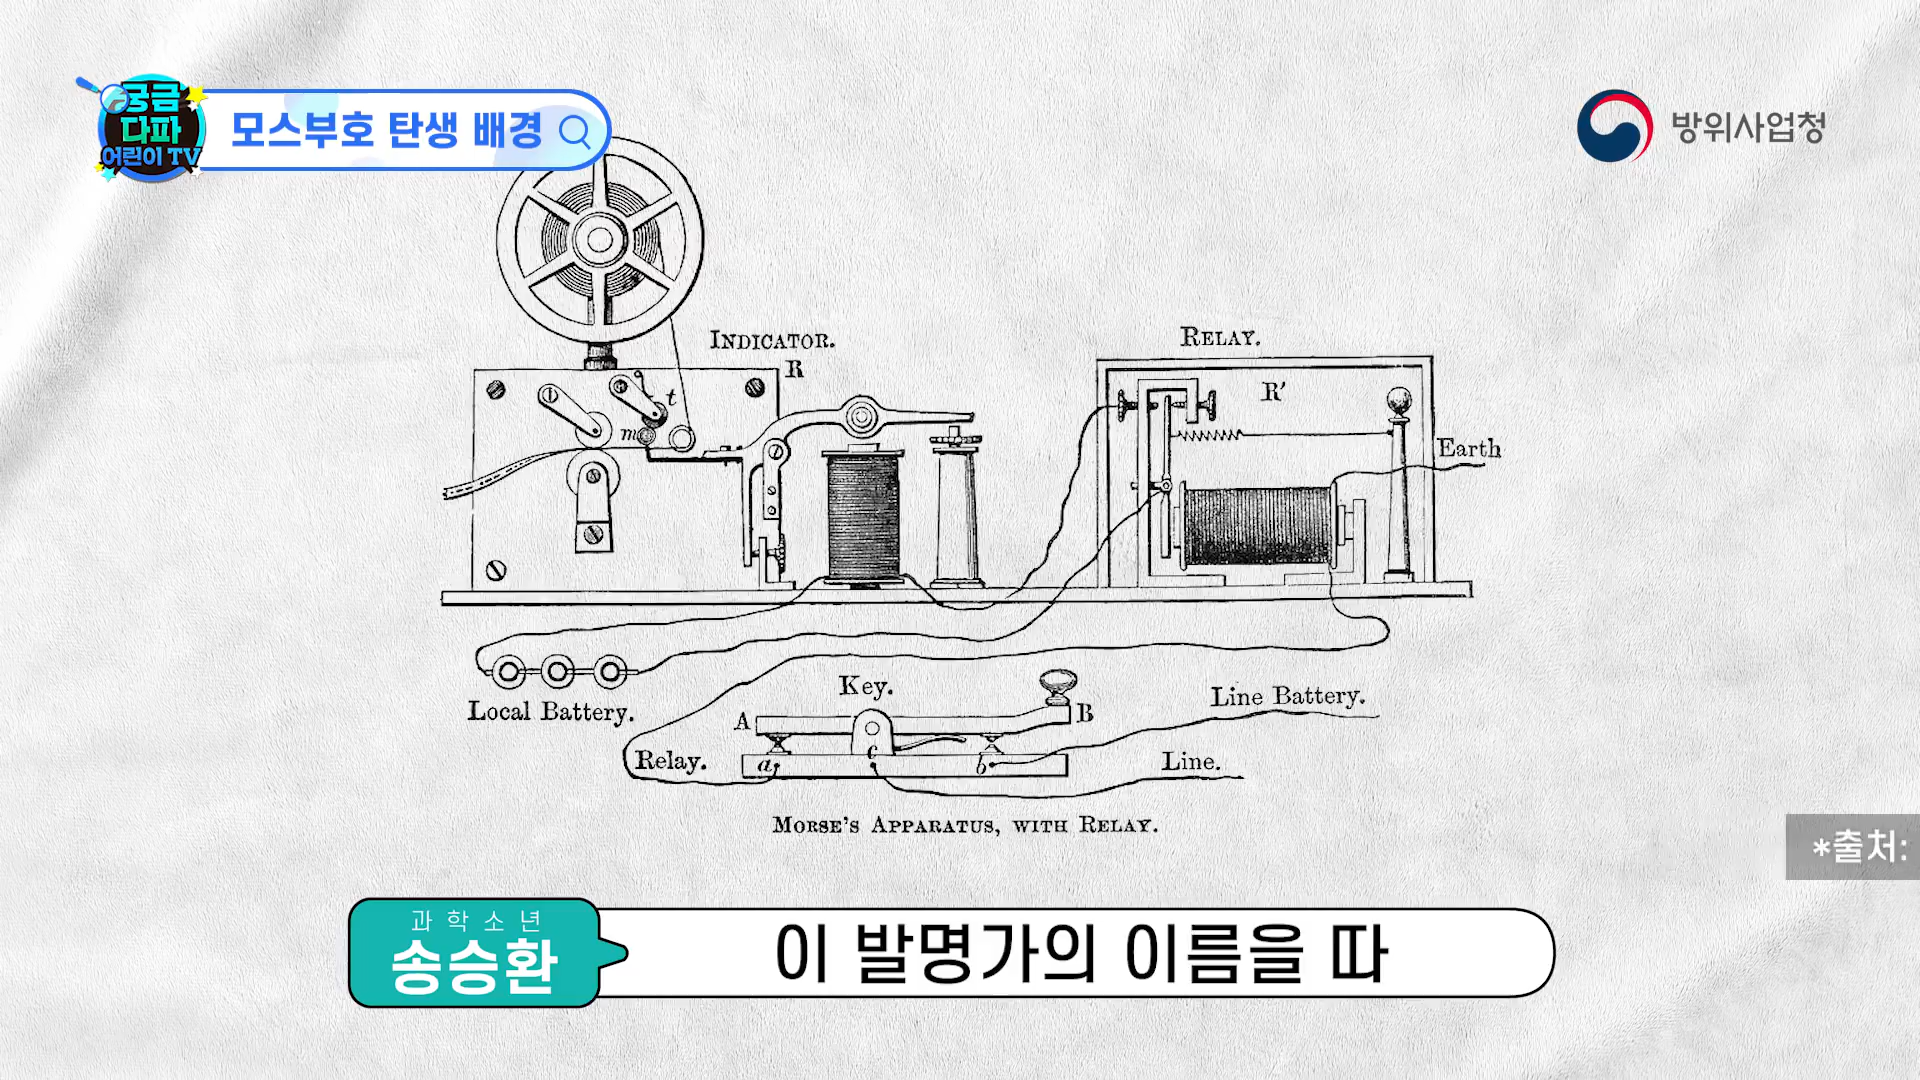 궁금
다파
어린이 TV
모스부호 탄생 배경
방위사업청
INDICATOR.
R
t
m
RELAY.
R'
Earth
Local Battery.
Key.
A
B
Line Battery.
Relay.
a
c
b
Line.
MORSE'S APPARATUS, WITH RELAY.
*출처:
과학소년
송승환
이 발명가의 이름을 따